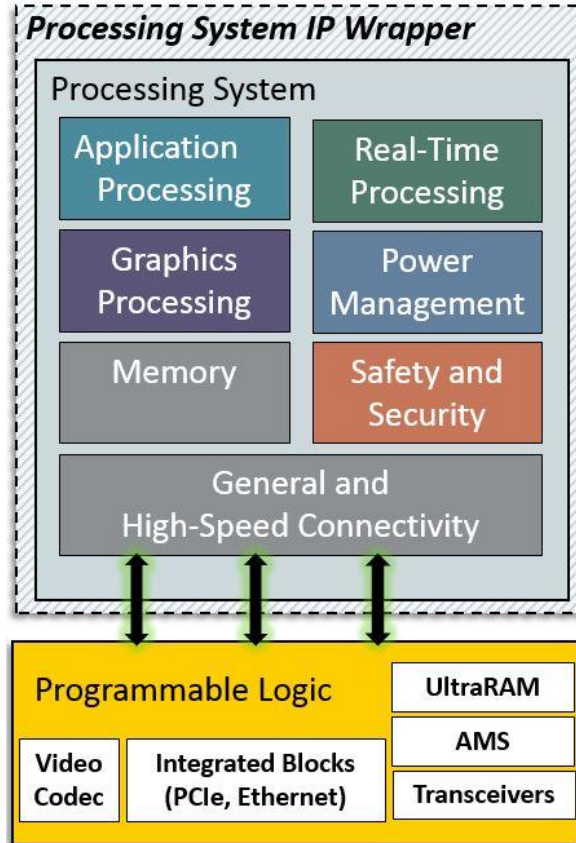 Processing System IP Wrapper
Processing System
Application
Processing
Real-Time
Processing
Graphics
Processing
Power
Management
Memory
Safety and
Security
General and
High-Speed Connectivity
Programmable Logic
UltraRAM
AMS
Transceivers
Video
Codec
Integrated Blocks
(PCIe, Ethernet)